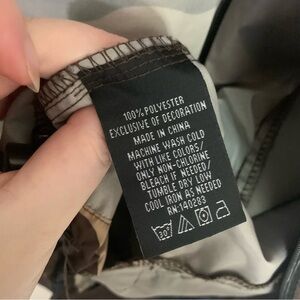 100% POLYESTER
EXCLUSIVE OF DECORATION
MADE IN CHINA
MACHINE WASH COLD
WITH LIKE COLORS/
ONLY NON-CHLORINE
BLEACH IF NEEDED/
TUMBLE DRY LOW
COOL IRON AS NEEDED
RN:140283
30°